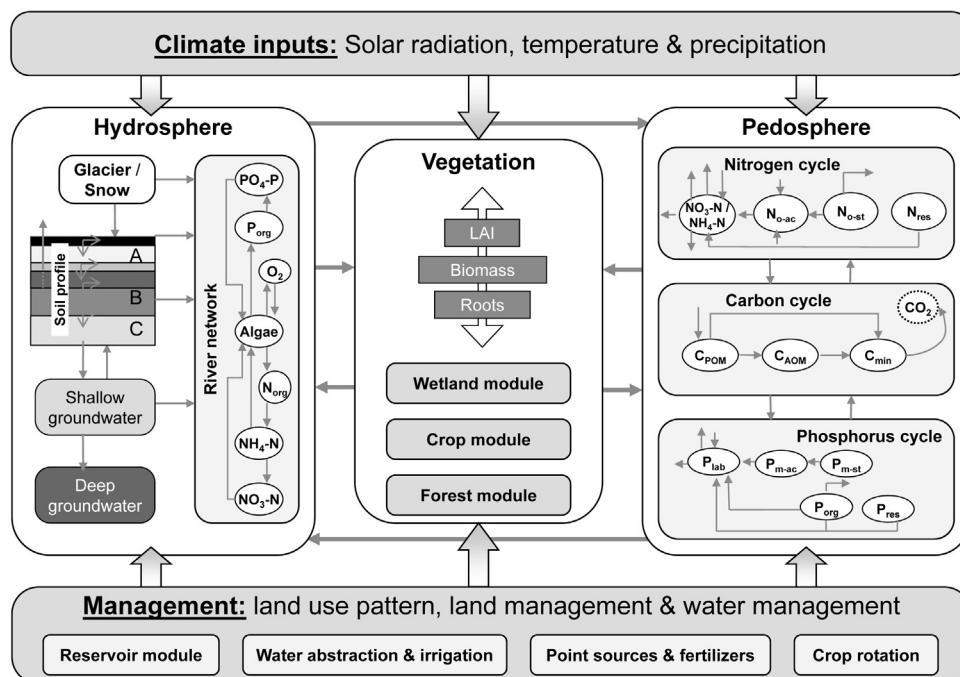 Climate inputs: Solar radiation, temperature & precipitation
Hydrosphere
Glacier /
Snow
Soil profile
A
B
C
Shallow
groundwater
Deep
groundwater
River network
PO4-P
Porg
O2
Algae
Norg
NH4-N
NO3-N
Vegetation
LAI
Biomass
Roots
Wetland module
Crop module
Forest module
Pedosphere
Nitrogen cycle
NO3-N /
NH4-N
No-ac
No-st
Nres
Carbon cycle
CO2
CPOM
CAOM
Cmin
Phosphorus cycle
Plab
Pm-ac
Pm-st
Porg
Pres
Management: land use pattern, land management & water management
Reservoir module
Water abstraction & irrigation
Point sources & fertilizers
Crop rotation